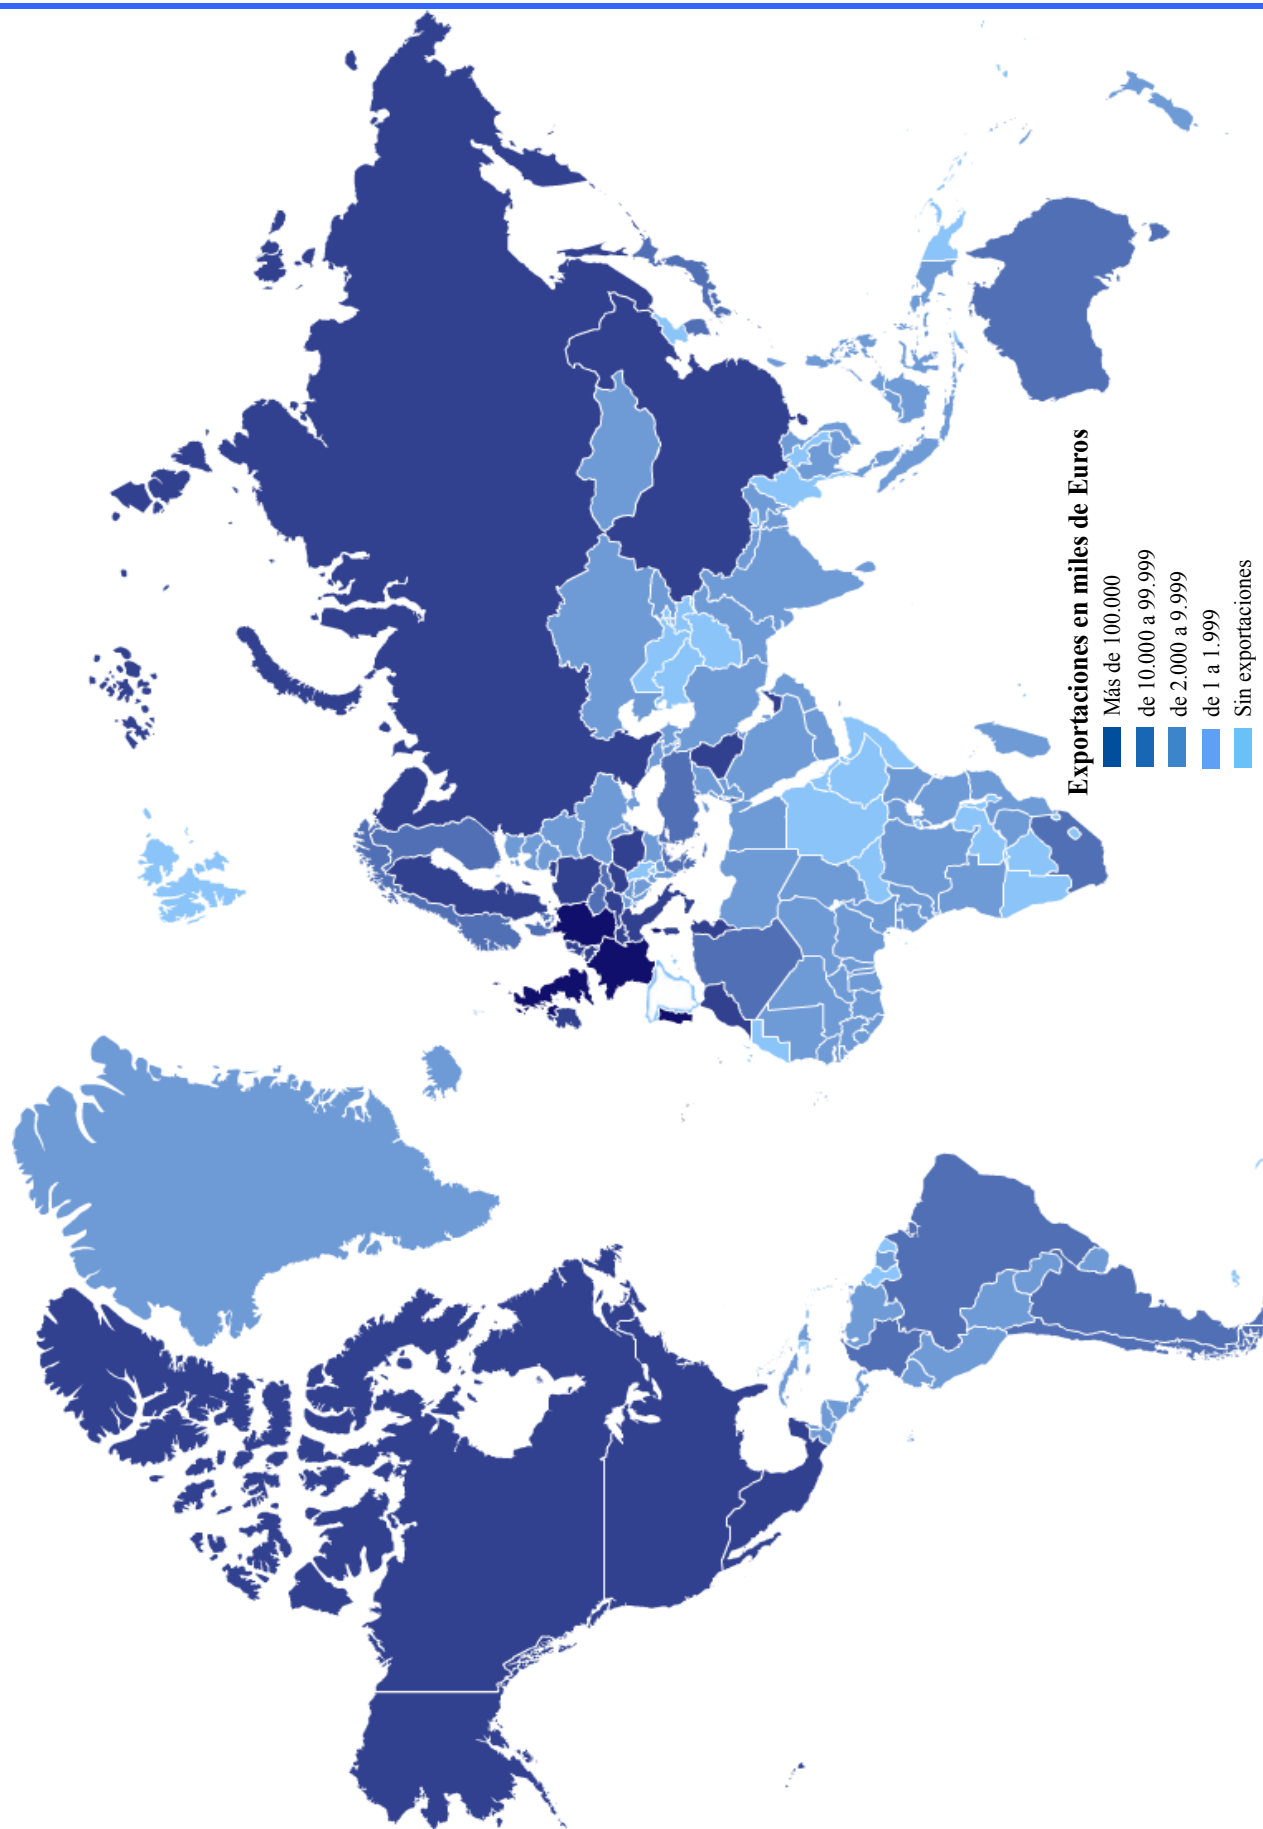 Exportaciones en miles de Euros
Más de 100.000
de 10.000 a 99.999
de 2.000 a 9.999
de 1 a 1.999
Sin exportaciones